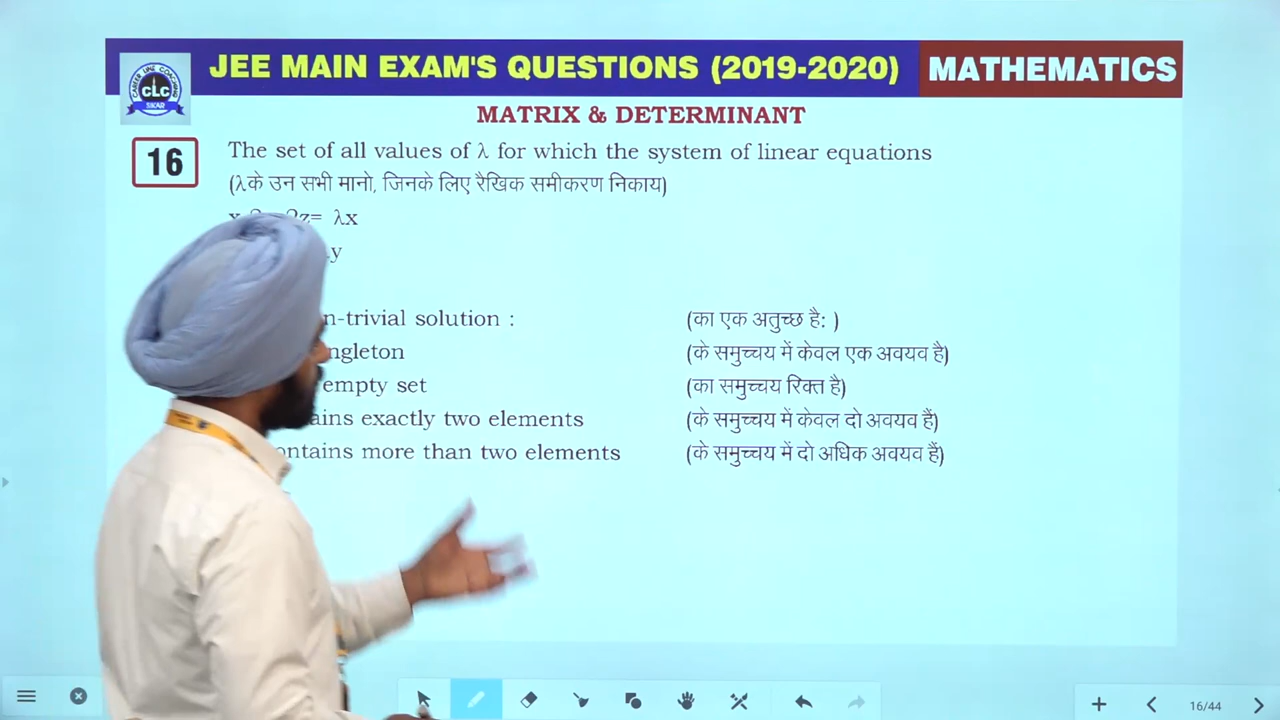 JEE MAIN EXAM'S QUESTIONS (2019-2020) MATHEMATICS
CLC
SIKAR
MATRIX & DETERMINANT
16 The set of all values of λ for which the system of linear equations
(λके उन सभी मानो, जिनके लिए रैखिक समीकरण निकाय)
z= λx
y
n-trivial solution : (का एक अतुच्छ है: )
ngleton (के समुच्चय में केवल एक अवयव है)
empty set (का समुच्चय रिक्त है)
ains exactly two elements (के समुच्चय में केवल दो अवयव हैं)
ontains more than two elements (के समुच्चय में दो अधिक अवयव हैं)
16/44